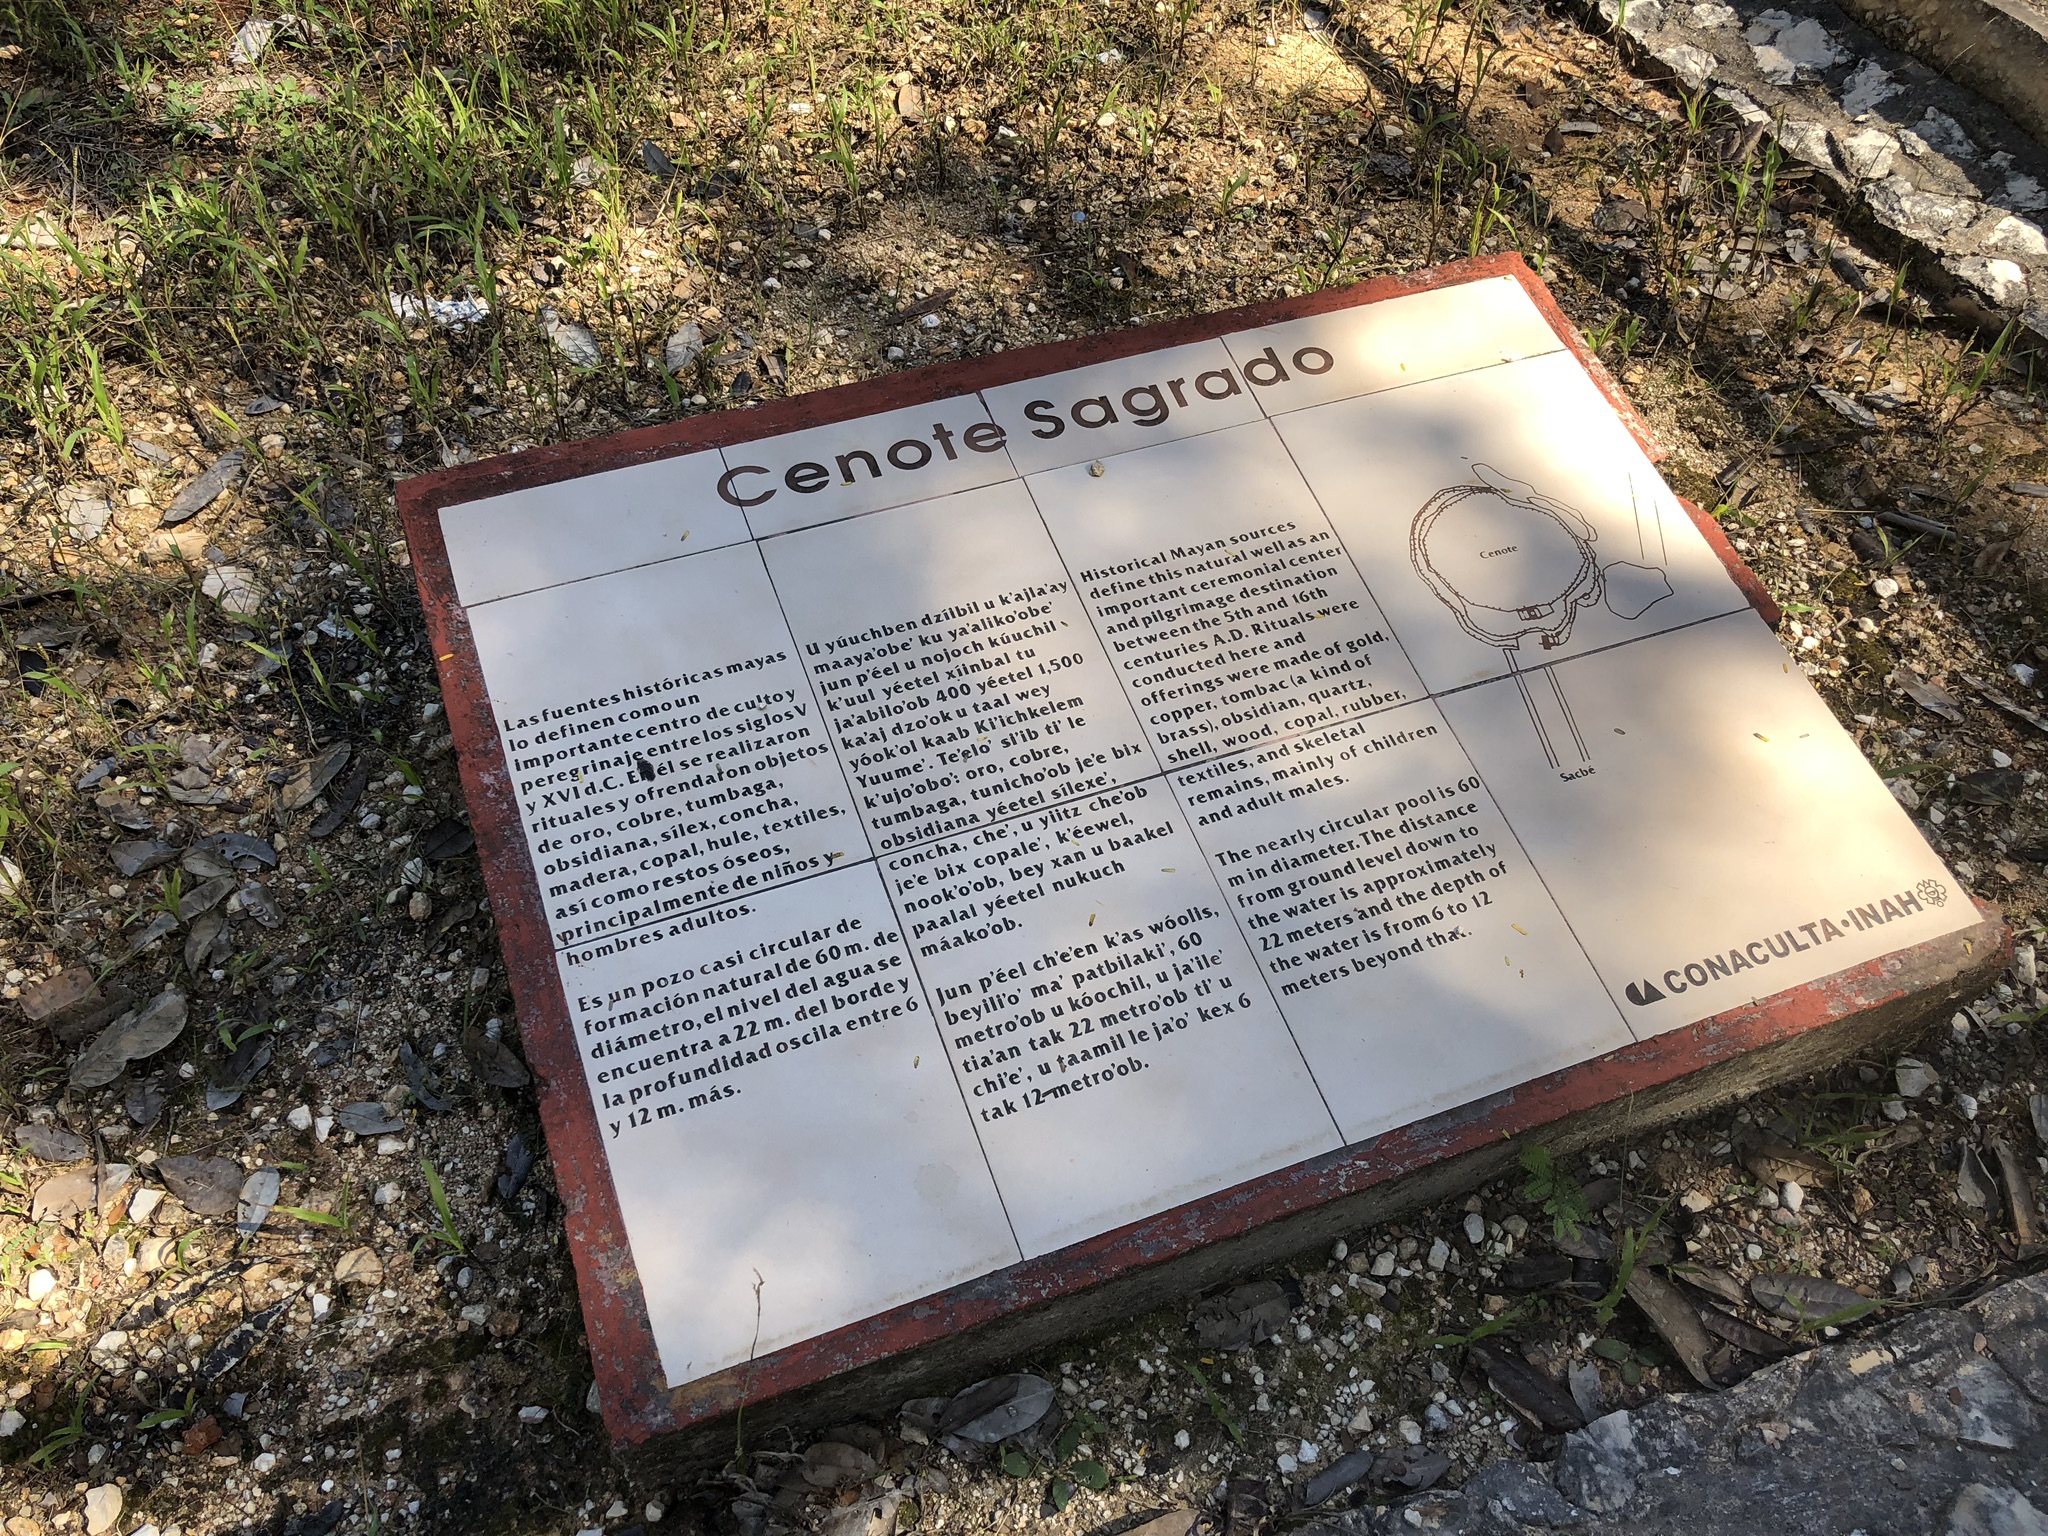 Cenote Sagrado
Las fuentes históricas mayas
lo definen como un
importante centro de culto y
peregrinaje entre los siglos V
y XVI d.C. En él se realizaron
rituales y ofrendaron objetos
de oro, cobre, tumbaga,
obsidiana, sílex, concha,
madera, copal, hule, textiles,
así como restos óseos,
principalmente de niños y
hombres adultos.
Es un pozo casi circular de
formación natural de 60 m. de
diámetro, el nivel del agua se
encuentra a 22 m. del borde y
la profundidad oscila entre 6
y 12 m. más.
U yúuchben dzíilbil u k'ajla'ay
maaya'obe' ku ya'aliko'obe'
jun p'éel u nojoch kúuchil
k'uul yéetel xíinbal tu
ja'abilo'ob 400 yéetel 1,500
ka'aj dzo'ok u taal wey
yóok'ol kaab Ki'ichkelem
Yuume'. Te'elo' si'ib ti' le
k'ujo'obo': oro, cobre,
tumbaga, tunicho'ob je'e bix
obsidiana yéetel sílexe',
concha, che', u yiitz che'ob
je'e bix copale', k'éewel,
nook'o'ob, bey xan u baakel
paalal yéetel nukuch
máako'ob.
Jun p'éel ch'e'en k'as wóolis,
beyili'o' ma' patbilaki', 60
metro'ob u kóochil, u ja'ile'
tia'an tak 22 metro'ob ti' u
chi'e', u taamil le ja'o' kex 6
tak 12 metro'ob.
Historical Mayan sources
define this natural well as an
important ceremonial center
and pilgrimage destination
between the 5th and 16th
centuries A.D. Rituals were
conducted here and
offerings were made of gold,
copper, tombac (a kind of
brass), obsidian, quartz,
shell, wood, copal, rubber,
textiles, and skeletal
remains, mainly of children
and adult males.
The nearly circular pool is 60
m in diameter. The distance
from ground level down to
the water is approximately
22 meters and the depth of
the water is from 6 to 12
meters beyond that.
Cenote
Sacbé
CONACULTA•INAH